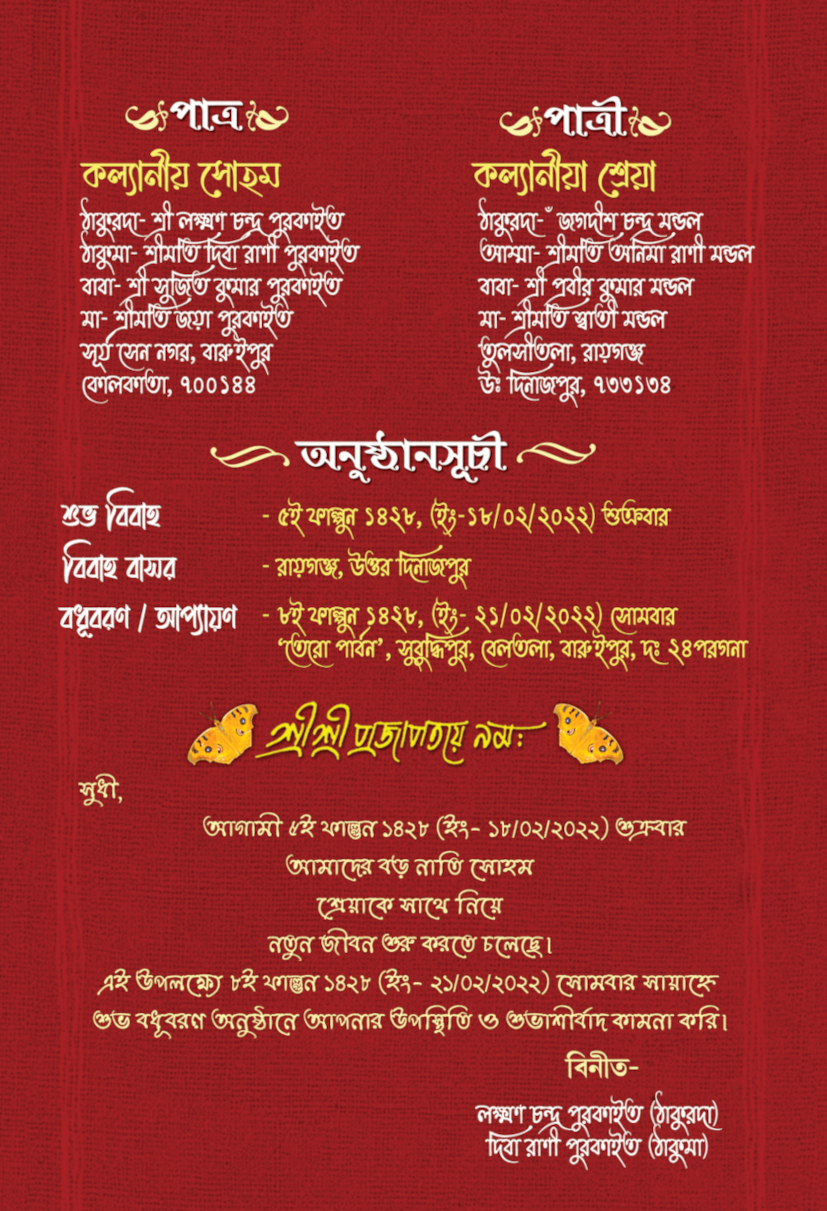 পাত্র
কল্যানীয় সোহম
ঠাকুরদা- শ্রী লক্ষ্মণ চন্দ্র পুরকাইত
ঠাকুমা- শ্রীমতি দিবা রাণী পুরকাইত
বাবা- শ্রী সুজিত কুমার পুরকাইত
মা- শ্রীমতি জয়া পুরকাইত
সূর্য সেন নগর, বারুইপুর
কোলকাতা, ৭০০১৪৪
পাত্রী
কল্যানীয়া শ্রেয়া
ঠাকুরদা-ঁ জগদীশ চন্দ্র মন্ডল
আম্মা- শ্রীমতি অনিমা রাণী মন্ডল
বাবা- শ্রী প্রবীর কুমার মন্ডল
মা- শ্রীমতি স্বাতী মন্ডল
তুলসীতলা, রায়গঞ্জ
উঃ দিনাজপুর, ৭৩৩১৩৪
অনুষ্ঠানসূচী
শুভ বিবাহ - ৫ই ফাল্গুন ১৪২৮, (ইং-১৮/০২/২০২২) শুক্রবার
বিবাহ বাসর - রায়গঞ্জ, উত্তর দিনাজপুর
বধূবরণ / আপ্যায়ণ - ৮ই ফাল্গুন ১৪২৮, (ইং- ২১/০২/২০২২) সোমবার
‘তেরো পার্বন’, সুবুদ্ধিপুর, বেলতলা, বারুইপুর, দঃ ২৪পরগনা
শ্রীশ্রী প্রজাপতয়ে নমঃ
সুধী,
আগামী ৫ই ফাল্গুন ১৪২৮ (ইং- ১৮/০২/২০২২) শুক্রবার
আমাদের বড় নাতি সোহম
শ্রেয়াকে সাথে নিয়ে
নতুন জীবন শুরু করতে চলেছে।
এই উপলক্ষ্যে ৮ই ফাল্গুন ১৪২৮ (ইং- ২১/০২/২০২২) সোমবার সায়াহ্নে
শুভ বধূবরণ অনুষ্ঠানে আপনার উপস্থিতি ও শুভাশীর্বাদ কামনা করি।
বিনীত-
লক্ষ্মণ চন্দ্র পুরকাইত (ঠাকুরদা)
দিবা রাণী পুরকাইত (ঠাকুমা)